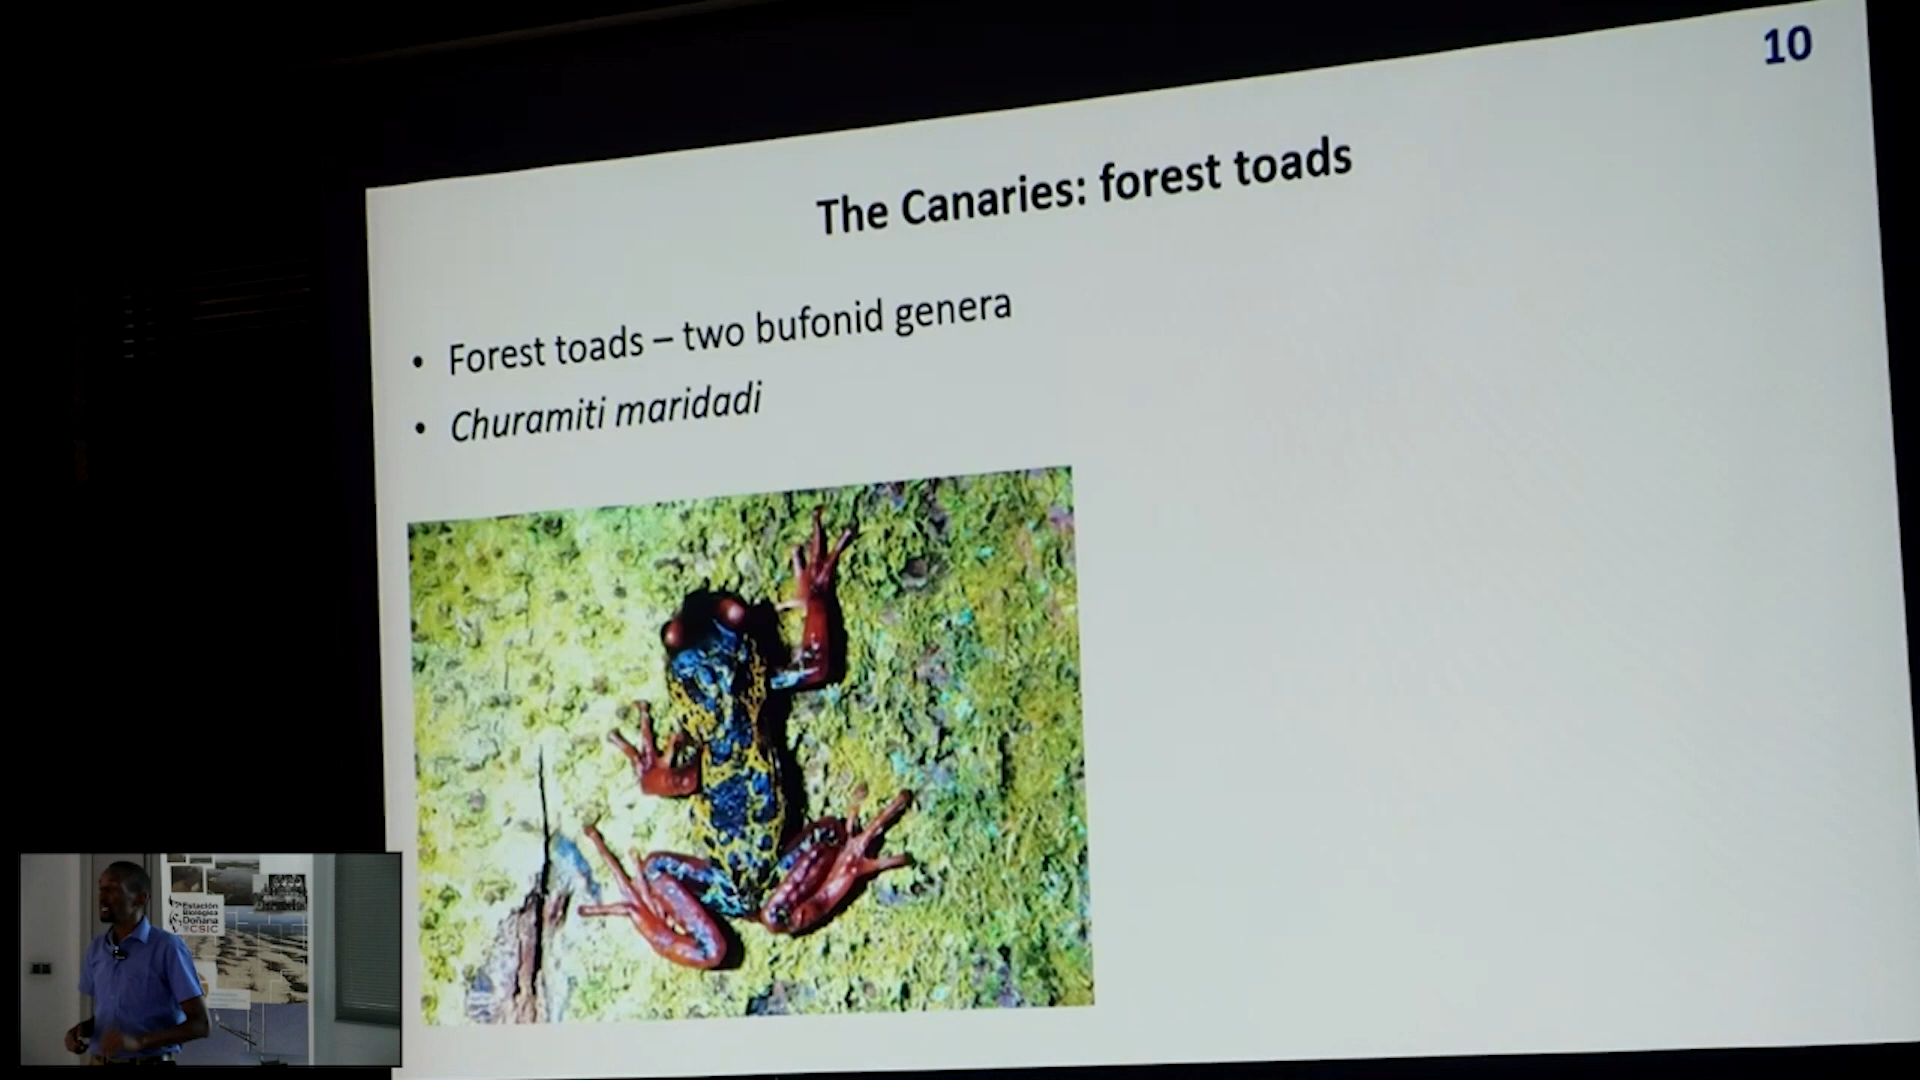 10
The Canaries: forest toads
• Forest toads – two bufonid genera
• Churamiti maridadi
Estación
Biológica
Doñana
CSIC